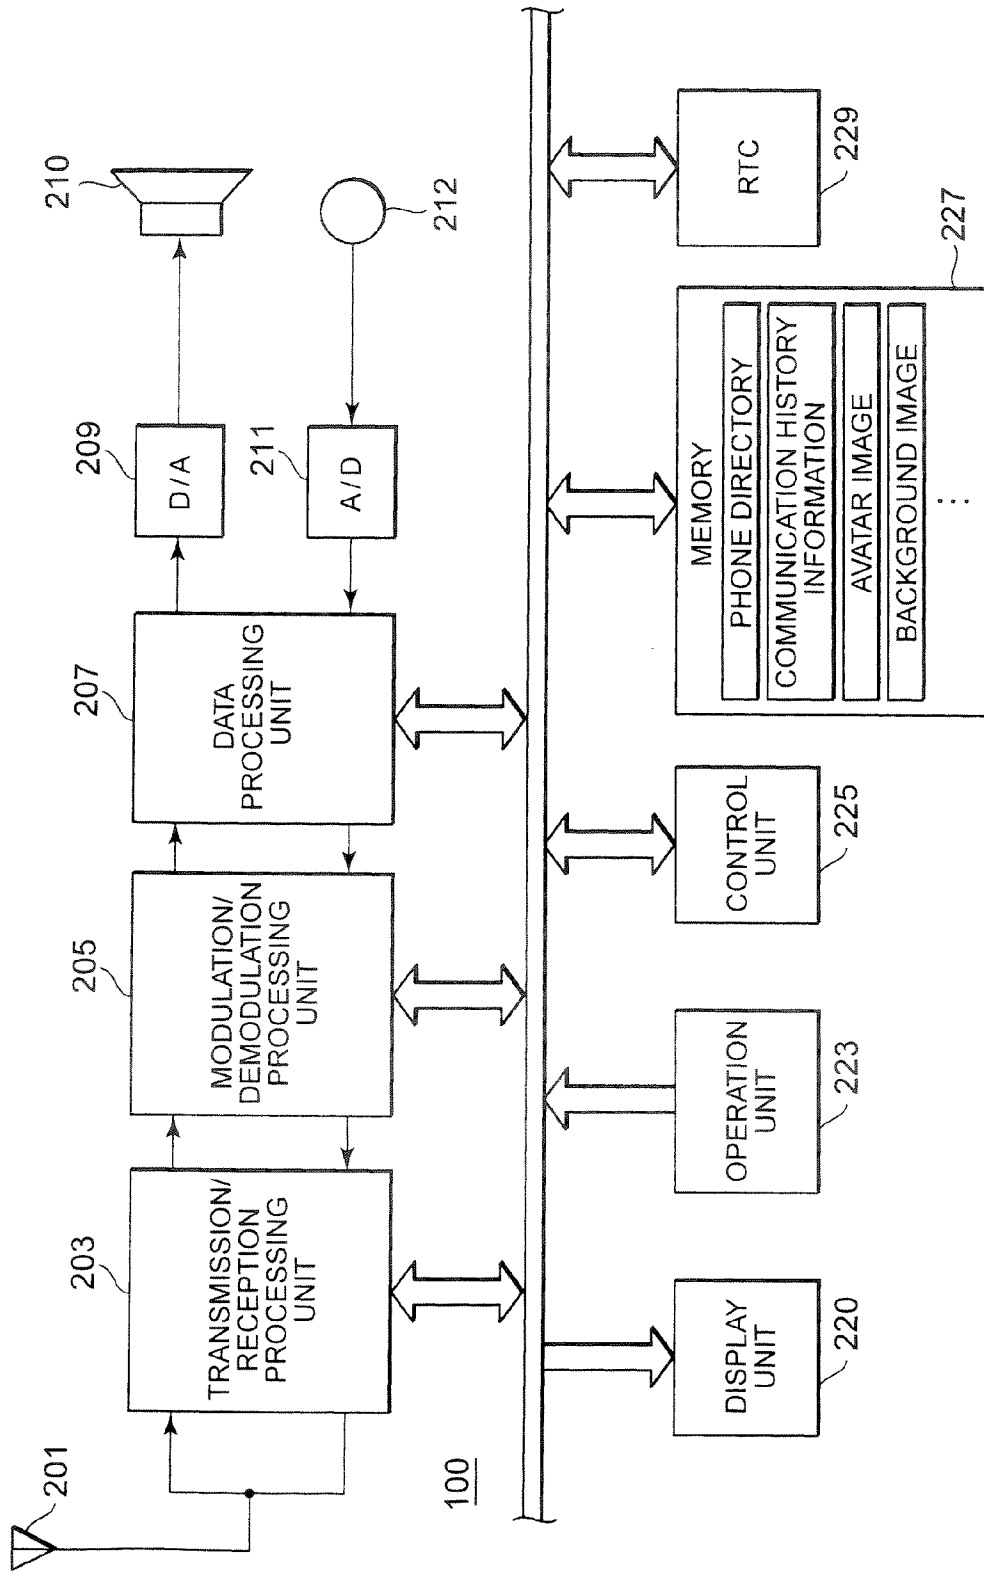 201
203
TRANSMISSION/
RECEPTION
PROCESSING
UNIT
205
MODULATION/
DEMODULATION
PROCESSING
UNIT
207
DATA
PROCESSING
UNIT
209
D/A
210
211
A/D
212
100
DISPLAY
UNIT
220
OPERATION
UNIT
223
CONTROL
UNIT
225
MEMORY
PHONE DIRECTORY
COMMUNICATION HISTORY
INFORMATION
AVATAR IMAGE
BACKGROUND IMAGE
...
227
RTC
229